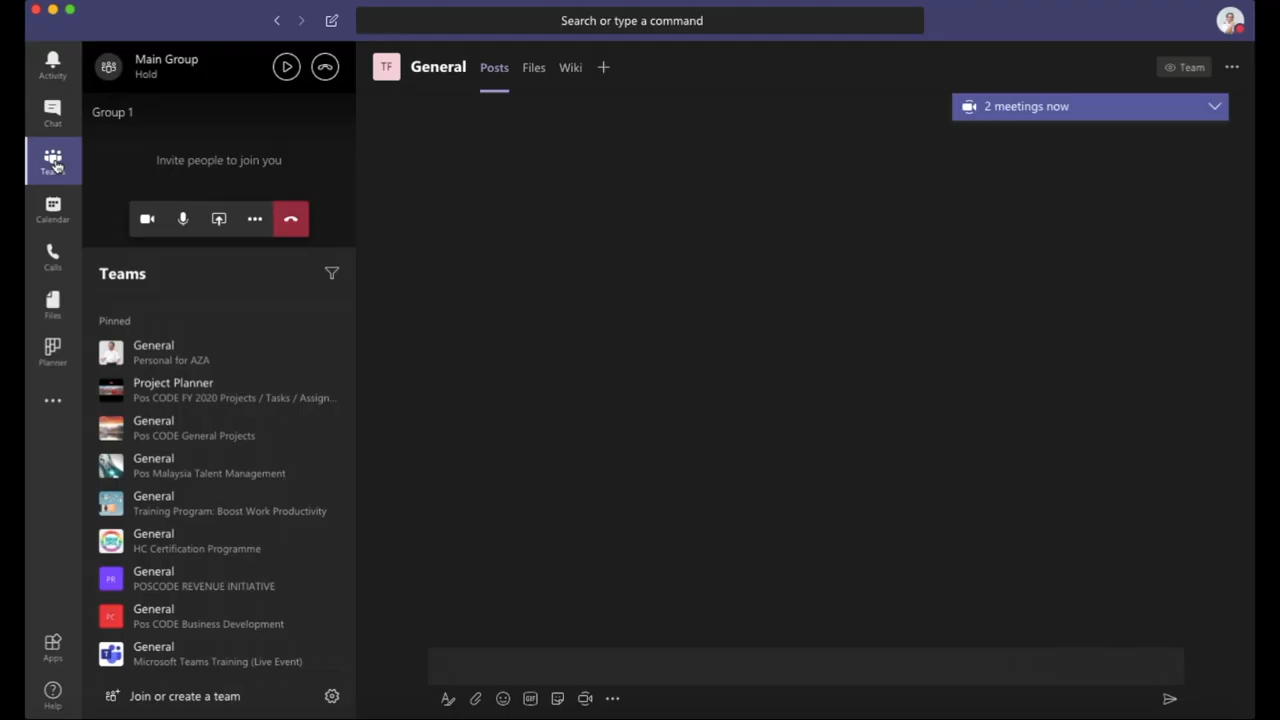 Search or type a command
Activity
Chat
Teams
Calendar
Calls
Files
Planner
Apps
Help
Main Group
Hold
Group 1
Invite people to join you
Teams
Pinned
General
Personal for AZA
Project Planner
Pos CODE FY 2020 Projects / Tasks / Assign...
General
Pos CODE General Projects
General
Pos Malaysia Talent Management
General
Training Program: Boost Work Productivity
General
HC Certification Programme
PR
General
POSCODE REVENUE INITIATIVE
PC
General
Pos CODE Business Development
General
Microsoft Teams Training (Live Event)
Join or create a team
TF
General
Posts
Files
Wiki
Team
2 meetings now
GIF